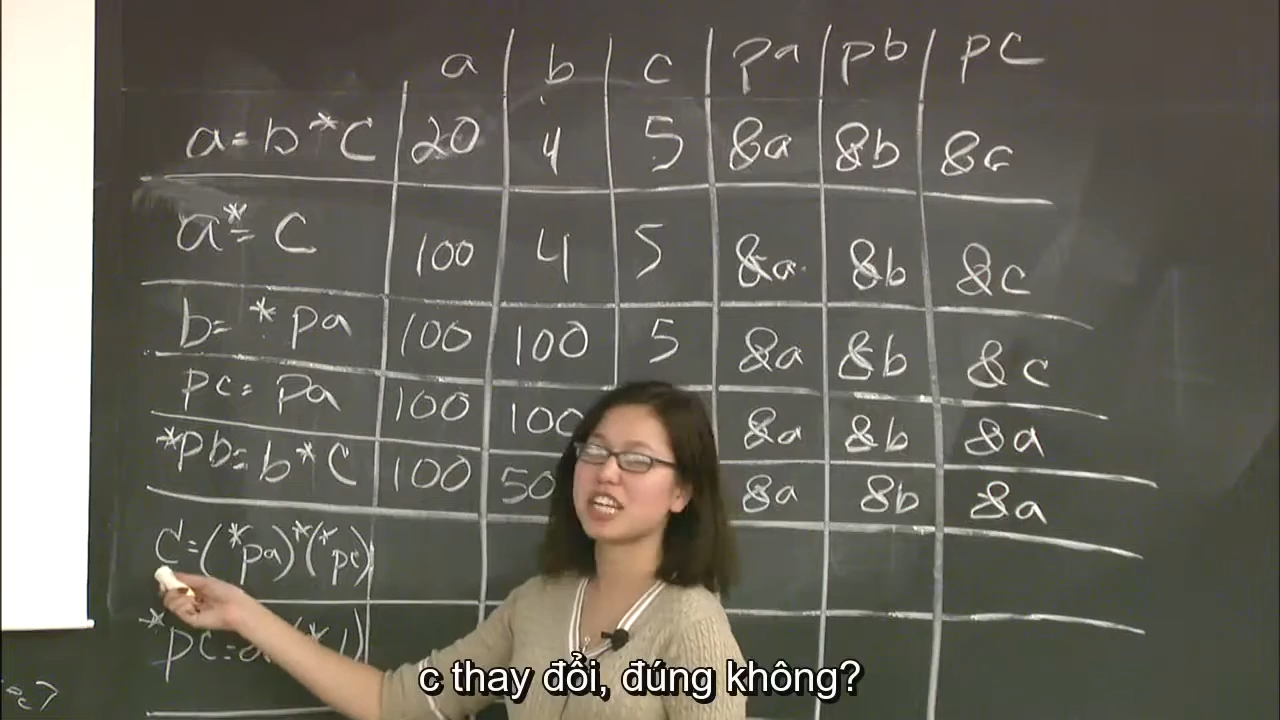 a b c pa pb pc
a=b*c 20 4 5 &a &b &c
a*=c 100 4 5 &a &b &c
b= *pa 100 100 5 &a &b &c
pc= pa 100 100 &a &b &a
*pb=b*c 100 50 &a &b &a
c=(*pa)*(*pc)
c thay đổi, đúng không?